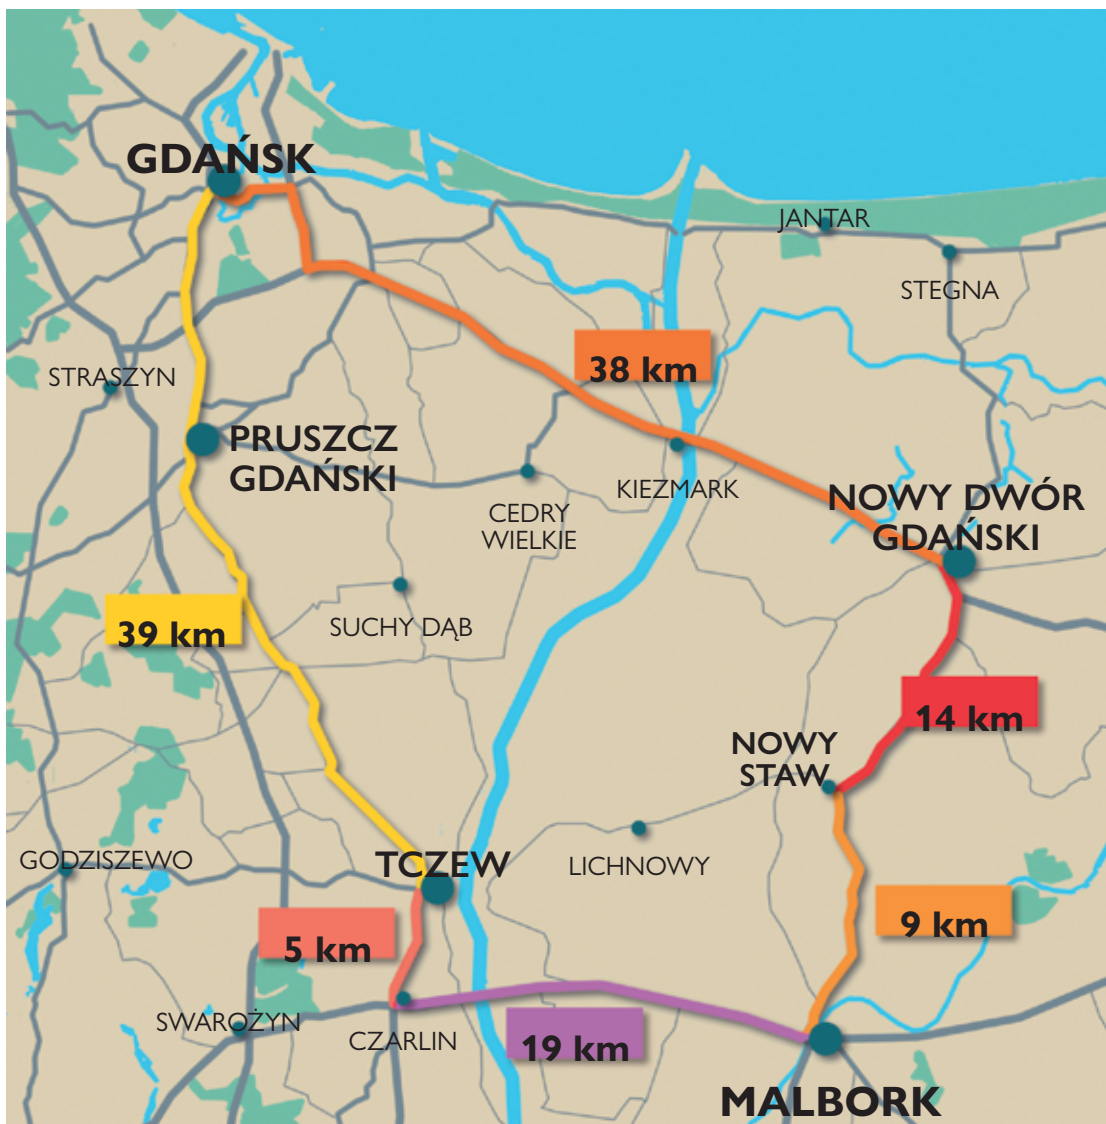 GDAŃSK
JANTAR
STEGNA
38 km
STRASZYN
PRUSZCZ
GDAŃSKI
KIEZMARK
NOWY DWÓR
GDAŃSKI
CEDRY
WIELKIE
39 km
SUCHY DĄB
14 km
NOWY
STAW
GODZISZEWO
TCZEW
LICHNOWY
9 km
5 km
SWAROŻYN
CZARLIN
19 km
MALBORK